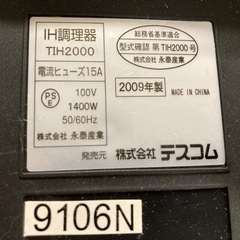 IH調理器
TIH2000
電流ヒューズ15A
PS
E
100V
1400W
50/60Hz
株式会社 永泰産業
総務省基準適合
型式確認 第TIH2000号
株式会社 永泰産業
2009年製
MADE IN CHINA
発売元 株式会社 テスコム
9106N